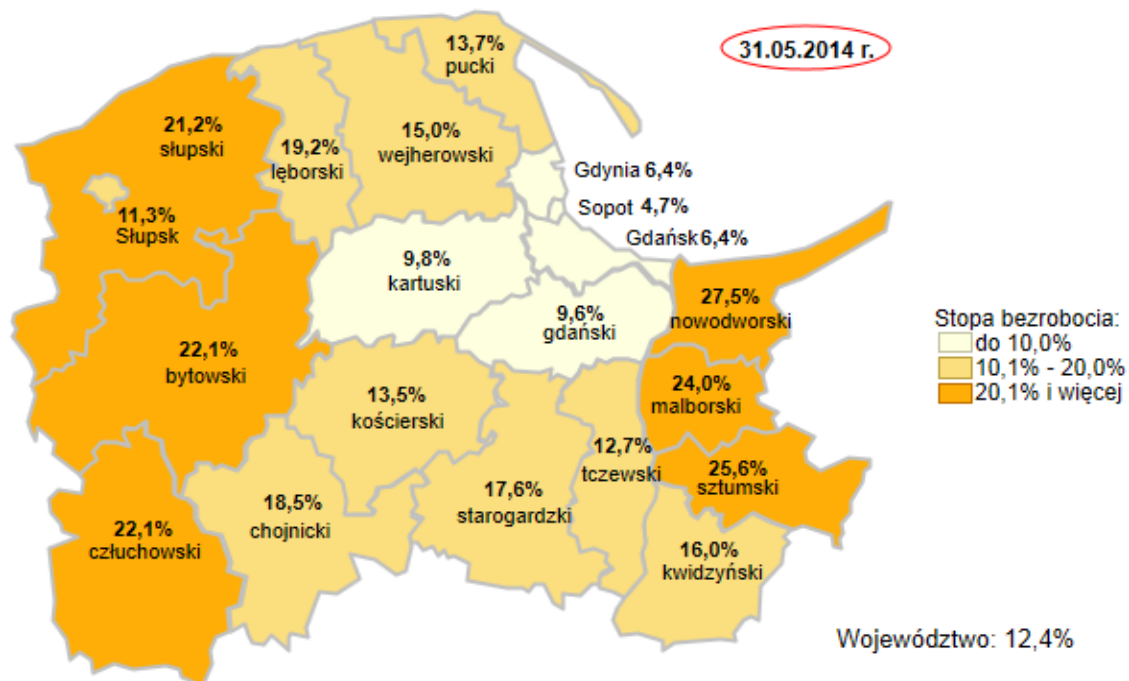 13,7%
pucki
31.05.2014 r.
21,2%
słupski
19,2%
lęborski
15,0%
wejherowski
Gdynia 6,4%
Sopot 4,7%
Gdańsk 6,4%
11,3%
Słupsk
9,8%
kartuski
9,6%
gdański
27,5%
nowodworski
Stopa bezrobocia:
do 10,0%
10,1% - 20,0%
20,1% i więcej
22,1%
bytowski
13,5%
kościerski
24,0%
malborski
12,7%
tczewski
25,6%
sztumski
17,6%
starogardzki
18,5%
chojnicki
22,1%
człuchowski
16,0%
kwidzyński
Województwo: 12,4%